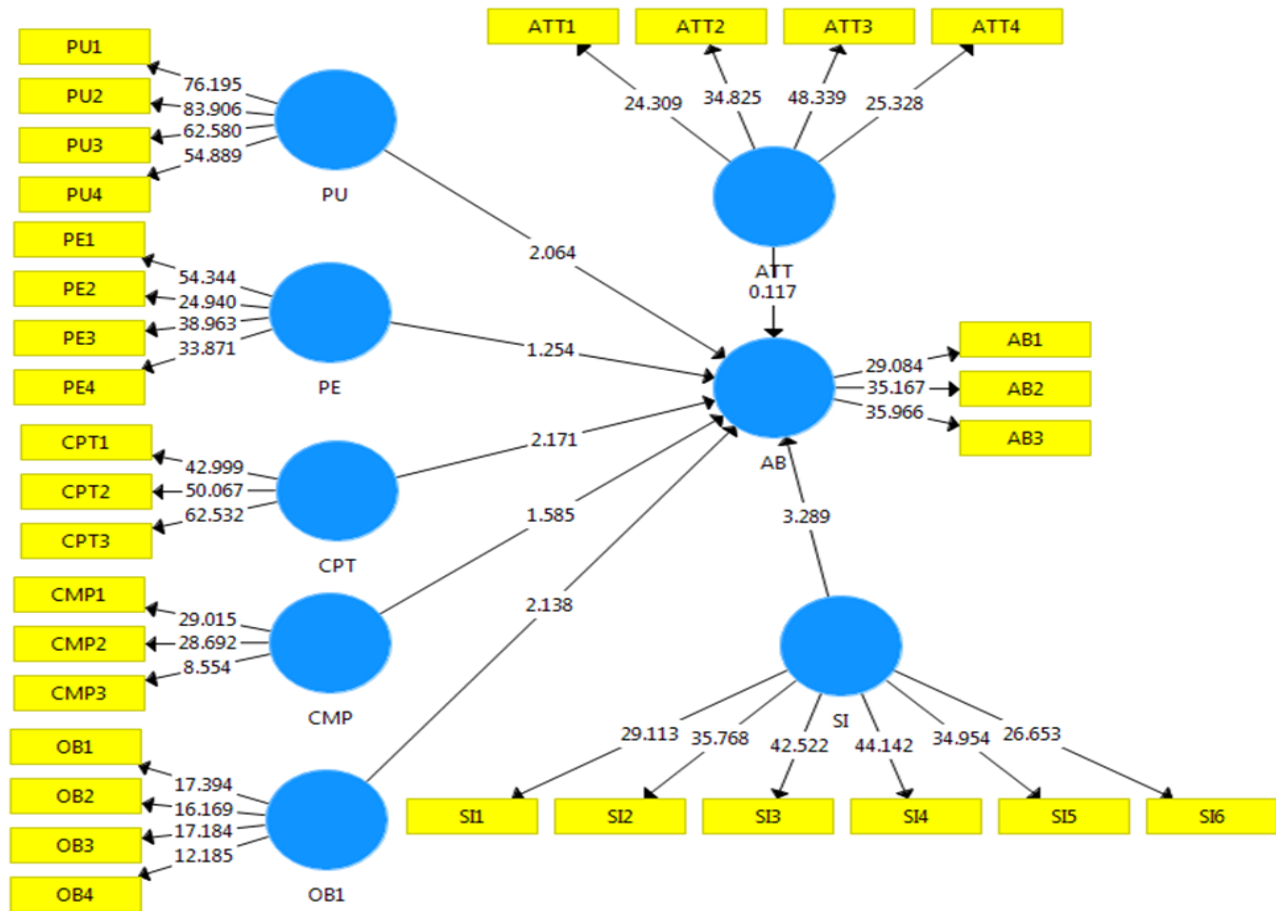 ATT1
ATT2
ATT3
ATT4
24.309
34.825
48.339
25.328
PU1
PU2
PU3
PU4
76.195
83.906
62.580
54.889
PU
2.064
ATT
0.117
PE1
PE2
PE3
PE4
54.344
24.940
38.963
33.871
PE
1.254
AB1
AB2
AB3
29.084
35.167
35.966
AB
CPT1
CPT2
CPT3
42.999
50.067
62.532
CPT
2.171
CMP1
CMP2
CMP3
29.015
28.692
8.554
CMP
1.585
3.289
OB1
OB2
OB3
OB4
17.394
16.169
17.184
12.185
OB1
2.138
SI
29.113
35.768
42.522
44.142
34.954
26.653
SI1
SI2
SI3
SI4
SI5
SI6